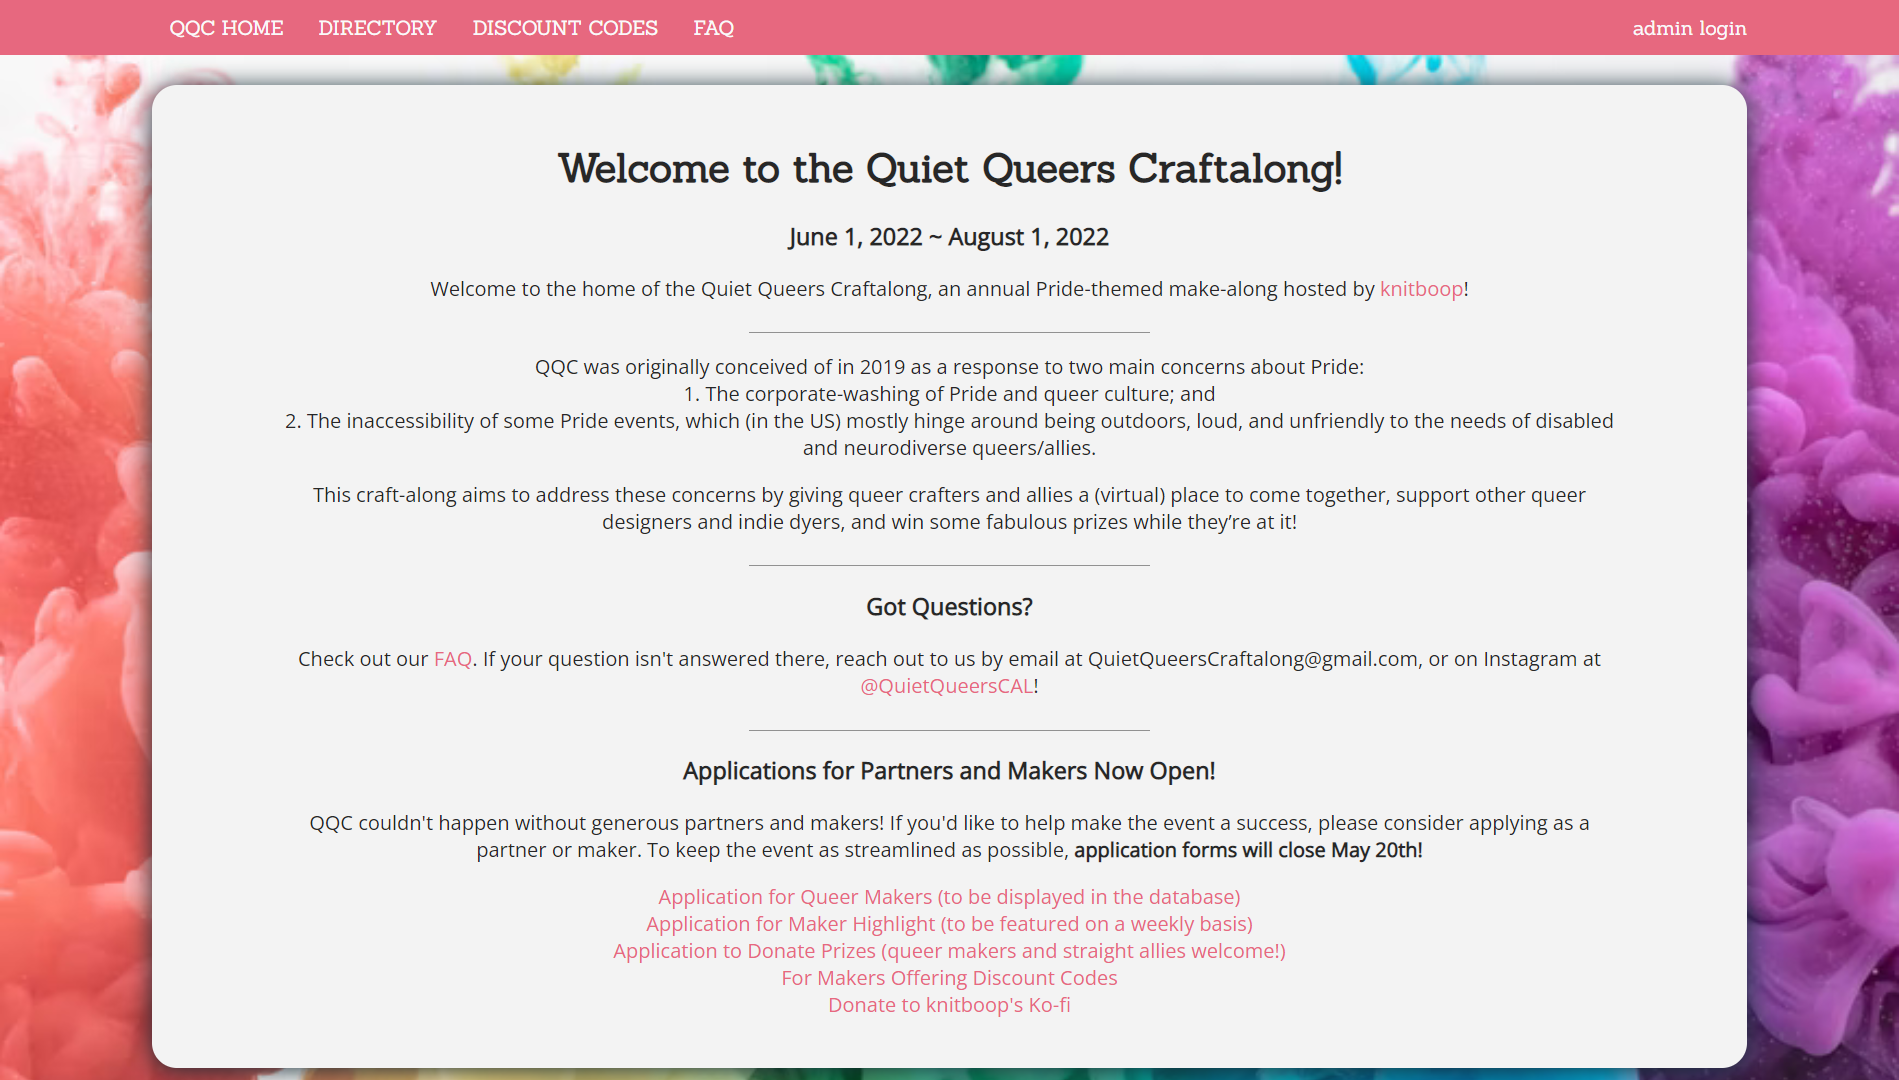 QQC HOME DIRECTORY DISCOUNT CODES FAQ admin login
Welcome to the Quiet Queers Craftalong!
June 1, 2022 ~ August 1, 2022
Welcome to the home of the Quiet Queers Craftalong, an annual Pride-themed make-along hosted by knitboop!
QQC was originally conceived of in 2019 as a response to two main concerns about Pride:
1. The corporate-washing of Pride and queer culture; and
2. The inaccessibility of some Pride events, which (in the US) mostly hinge around being outdoors, loud, and unfriendly to the needs of disabled
and neurodiverse queers/allies.
This craft-along aims to address these concerns by giving queer crafters and allies a (virtual) place to come together, support other queer
designers and indie dyers, and win some fabulous prizes while they’re at it!
Got Questions?
Check out our FAQ. If your question isn't answered there, reach out to us by email at QuietQueersCraftalong@gmail.com, or on Instagram at
@QuietQueersCAL!
Applications for Partners and Makers Now Open!
QQC couldn't happen without generous partners and makers! If you'd like to help make the event a success, please consider applying as a
partner or maker. To keep the event as streamlined as possible, application forms will close May 20th!
Application for Queer Makers (to be displayed in the database)
Application for Maker Highlight (to be featured on a weekly basis)
Application to Donate Prizes (queer makers and straight allies welcome!)
For Makers Offering Discount Codes
Donate to knitboop's Ko-fi